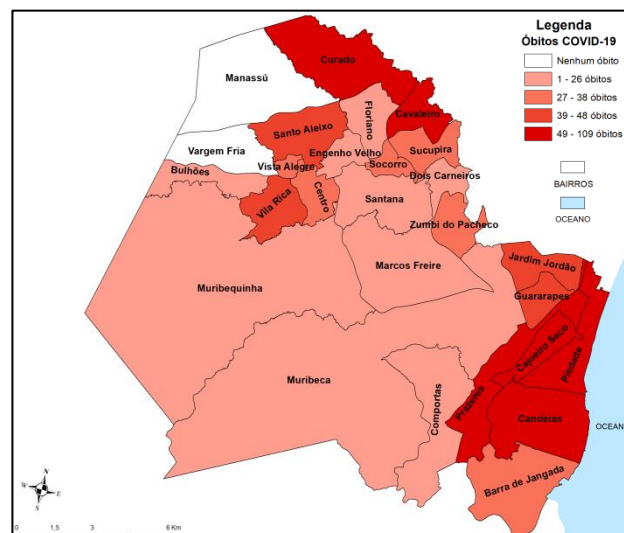 Legenda
Óbitos COVID-19
Nenhum óbito
1 - 26 óbitos
27 - 38 óbitos
39 - 48 óbitos
49 - 109 óbitos
BAIRROS
OCEANO
Curado
Manassú
Cavaleiro
Floriano
Santo Aleixo
Vargem Fria
Engenho Velho
Sucupira
Vista Alegre
Socorro
Bulhões
Dois Carneiros
Vila Rica
Centro
Santana
Zumbi do Pacheco
Marcos Freire
Jardim Jordão
Muribequinha
Guararapes
Cajueiro Seco
Piedade
Muribeca
Comportas
Prazeres
Candeias
OCEANO
Barra de Jangada
N
W E
S
0 1,5 3 6 Km